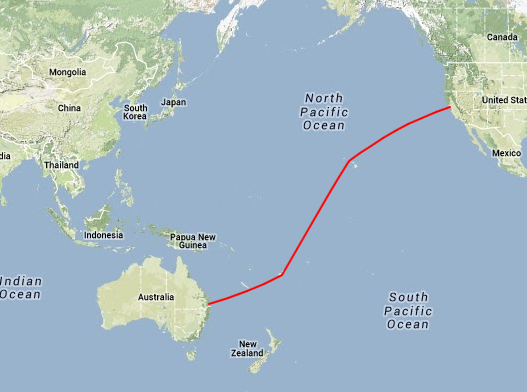 Canada
Mongolia
North
Pacific
Ocean
United Stat
China
South
Korea
Japan
Mexico
dia
Thailand
Indonesia
Papua New
Guinea
Indian
Ocean
Australia
South
Pacific
Ocean
New
Zealand